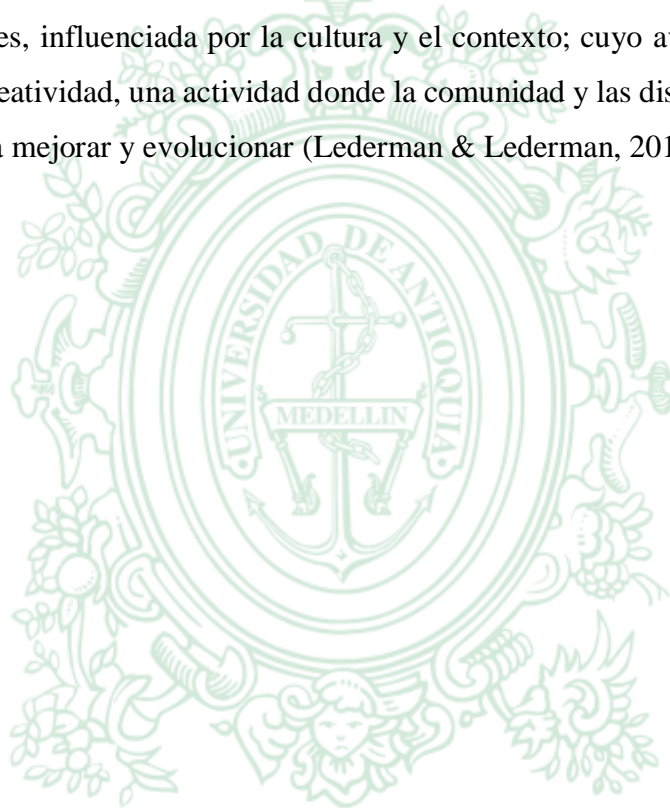 es, influenciada por la cultura y el contexto; cuyo
eatividad, una actividad donde la comunidad y las
mejorar y evolucionar (Lederman & Lederman, 201
UNIVERSIDAD DE ANTIOQUIA
MEDELLIN